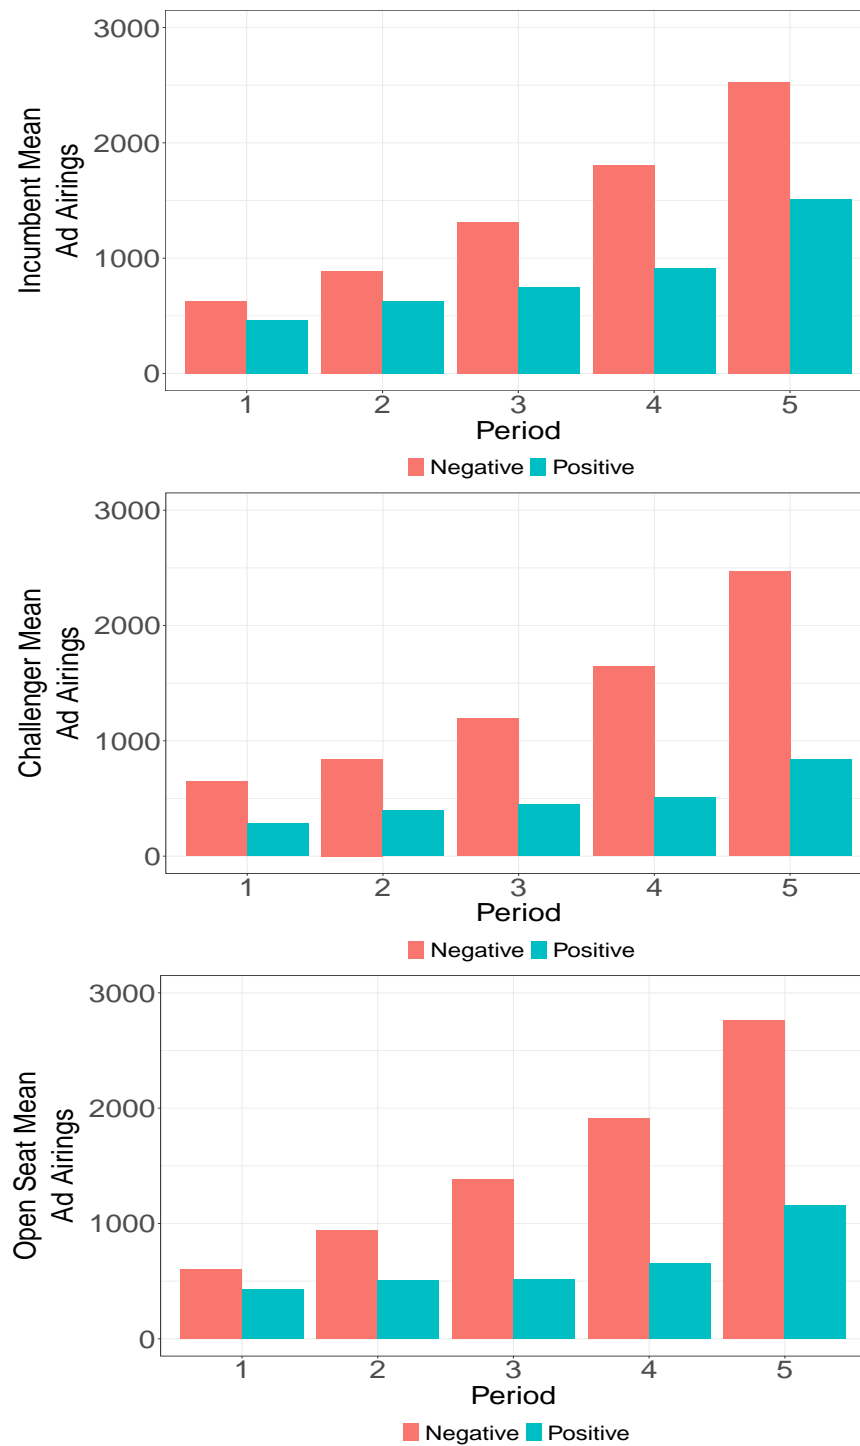 Incumbent Mean
Ad Airings
3000
2000
1000
0
1 2 3 4 5
Period
Negative Positive
Challenger Mean
Ad Airings
3000
2000
1000
0
1 2 3 4 5
Period
Negative Positive
Open Seat Mean
Ad Airings
3000
2000
1000
0
1 2 3 4 5
Period
Negative Positive